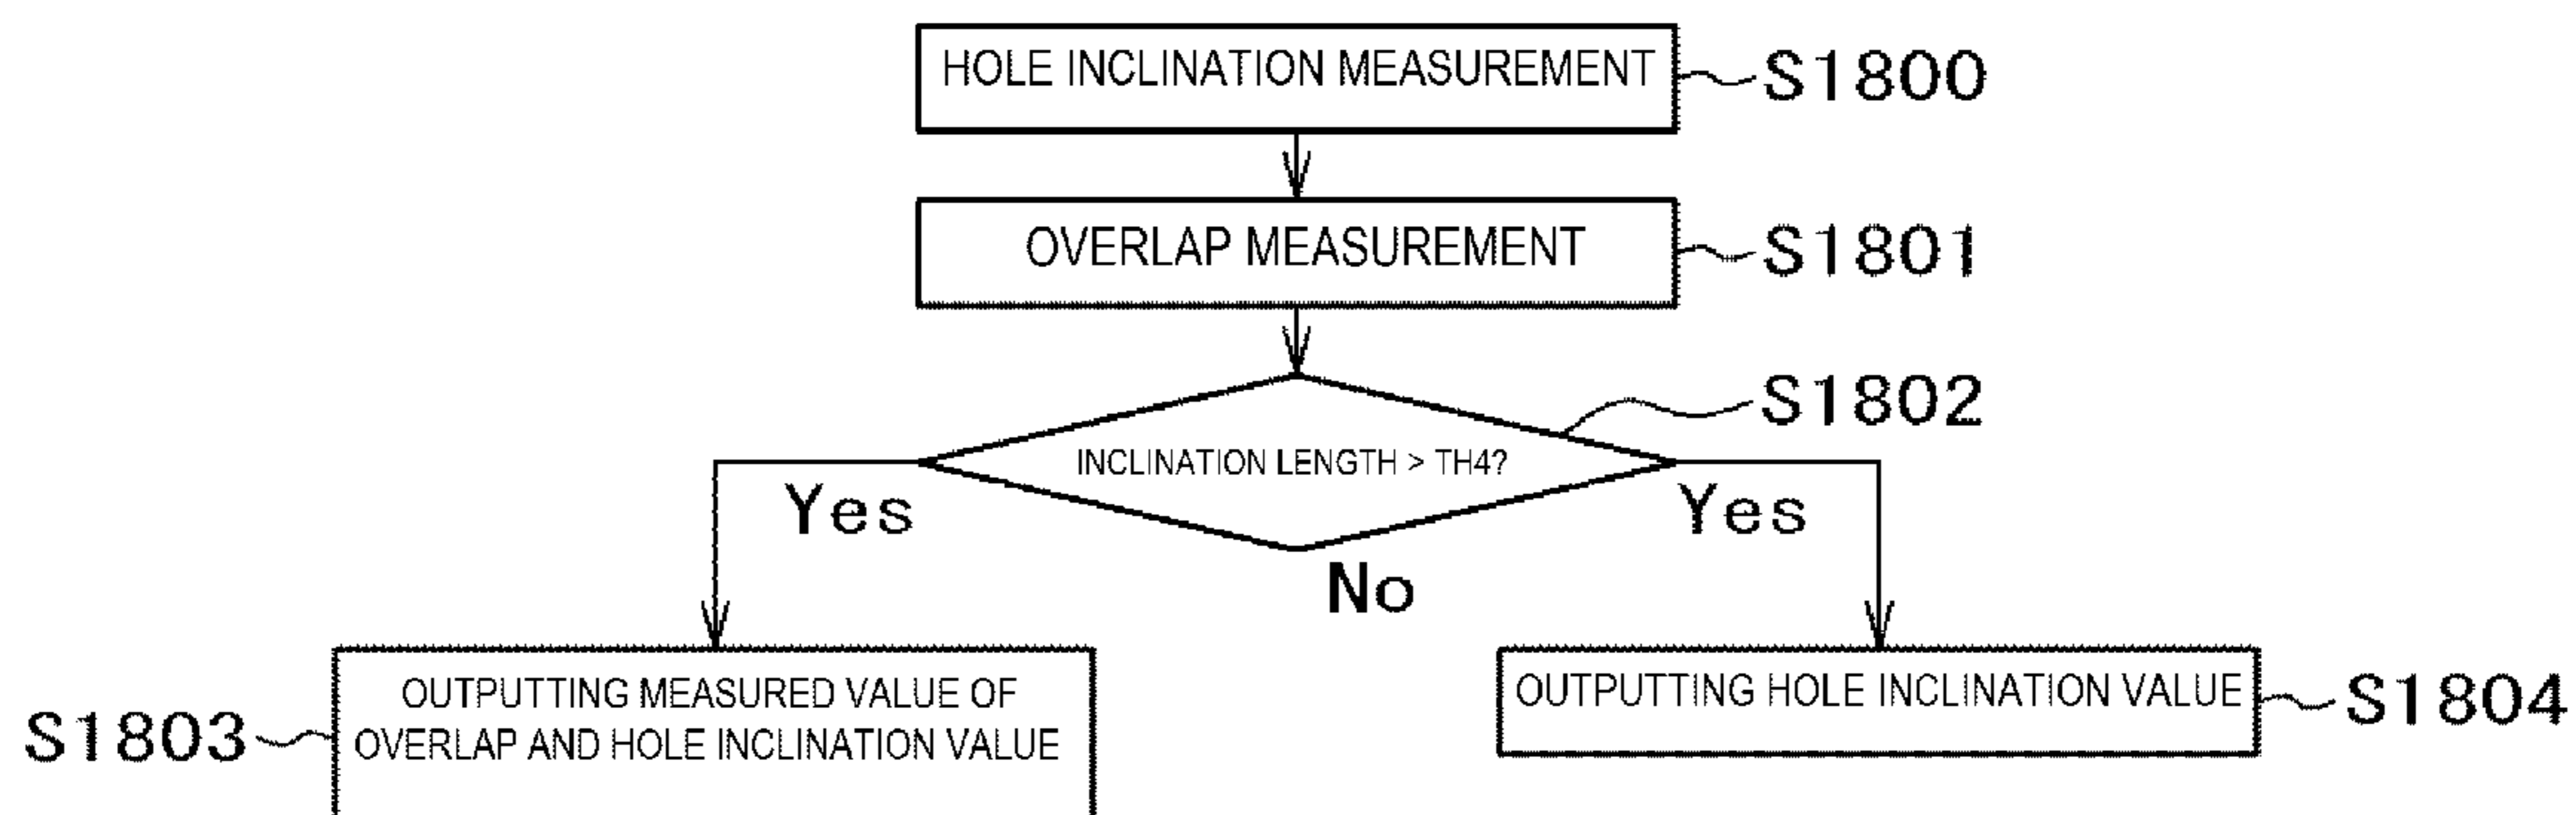 HOLE INCLINATION MEASUREMENT
S1800
OVERLAP MEASUREMENT
S1801
S1802
INCLINATION LENGTH > TH4?
Yes
Yes
No
OUTPUTTING MEASURED VALUE OF
OVERLAP AND HOLE INCLINATION VALUE
S1803
OUTPUTTING HOLE INCLINATION VALUE
S1804